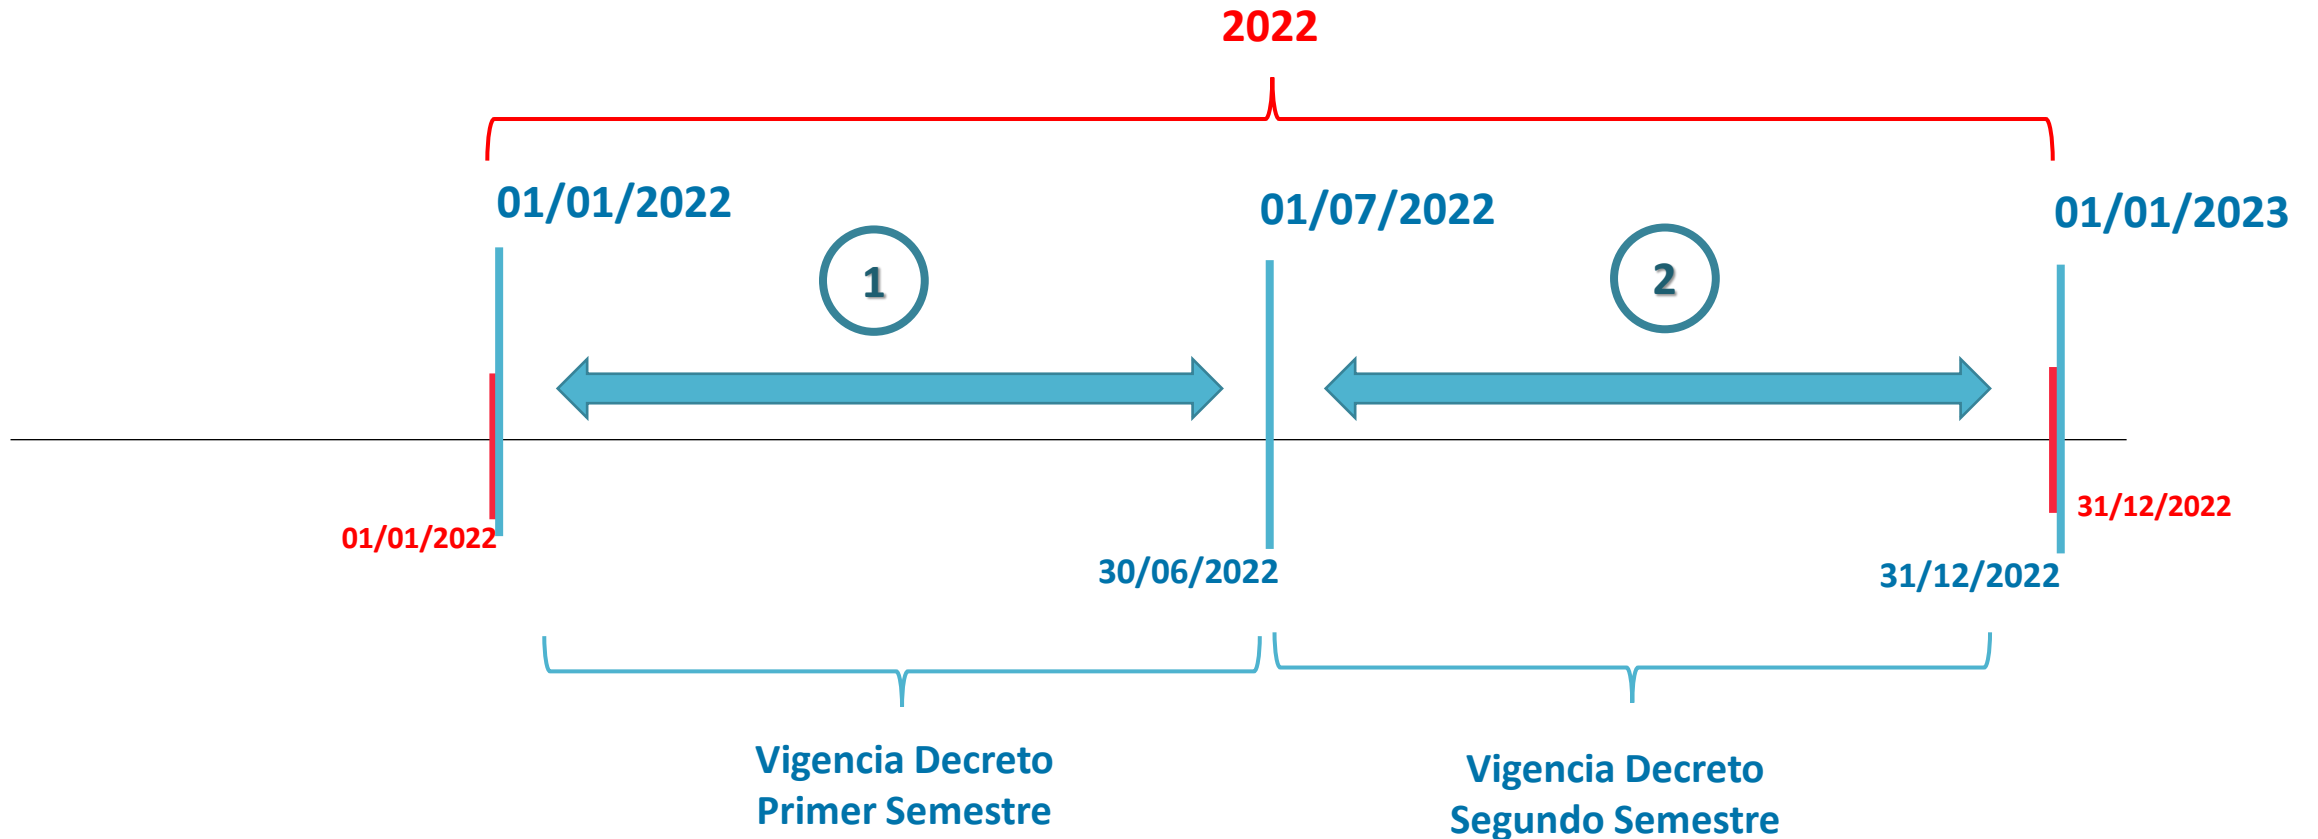 2022
01/01/2022
01/07/2022
01/01/2023
1
2
01/01/2022
31/12/2022
30/06/2022
31/12/2022
Vigencia Decreto
Primer Semestre
Vigencia Decreto
Segundo Semestre